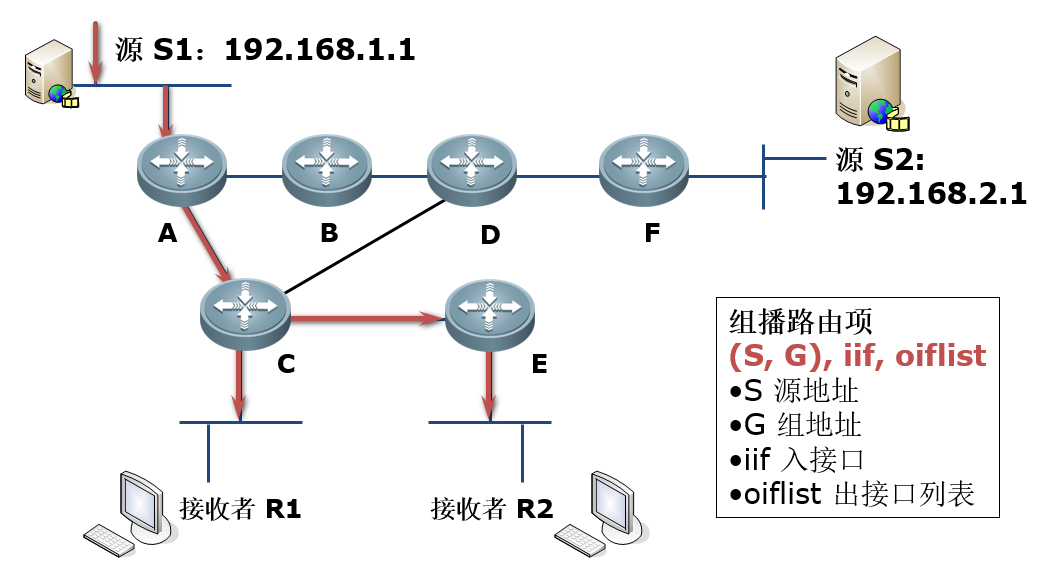 源 S1：192.168.1.1
源 S2:
192.168.2.1
A
B
D
F
C
E
组播路由项
(S, G), iif, oiflist
•S 源地址
•G 组地址
•iif 入接口
•oiflist 出接口列表
接收者 R1
接收者 R2